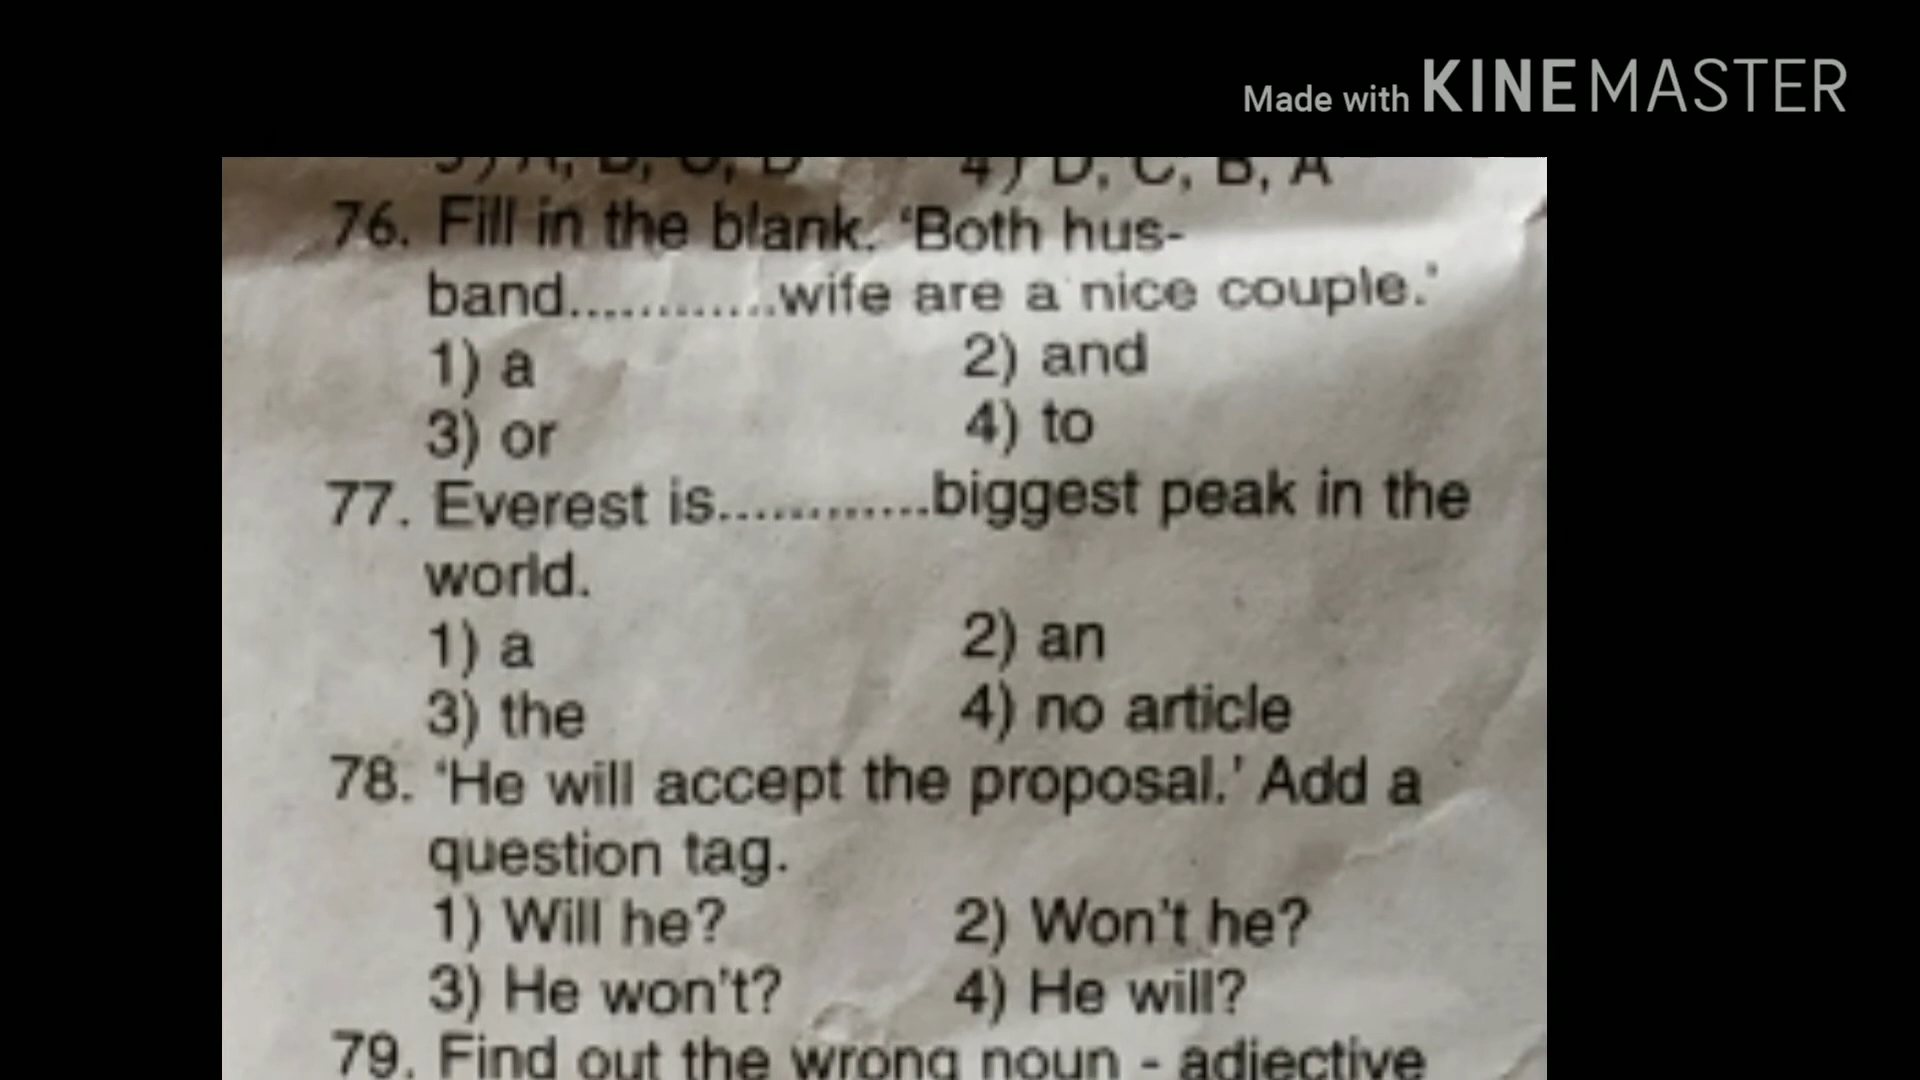 Made with KINEMASTER
3) A, B, C, D 4) D, C, B, A
76. Fill in the blank. 'Both hus-
band............wife are a nice couple.'
1) a 2) and
3) or 4) to
77. Everest is............biggest peak in the
world.
1) a 2) an
3) the 4) no article
78. 'He will accept the proposal.' Add a
question tag.
1) Will he? 2) Won't he?
3) He won't? 4) He will?
79. Find out the wrong noun - adjective